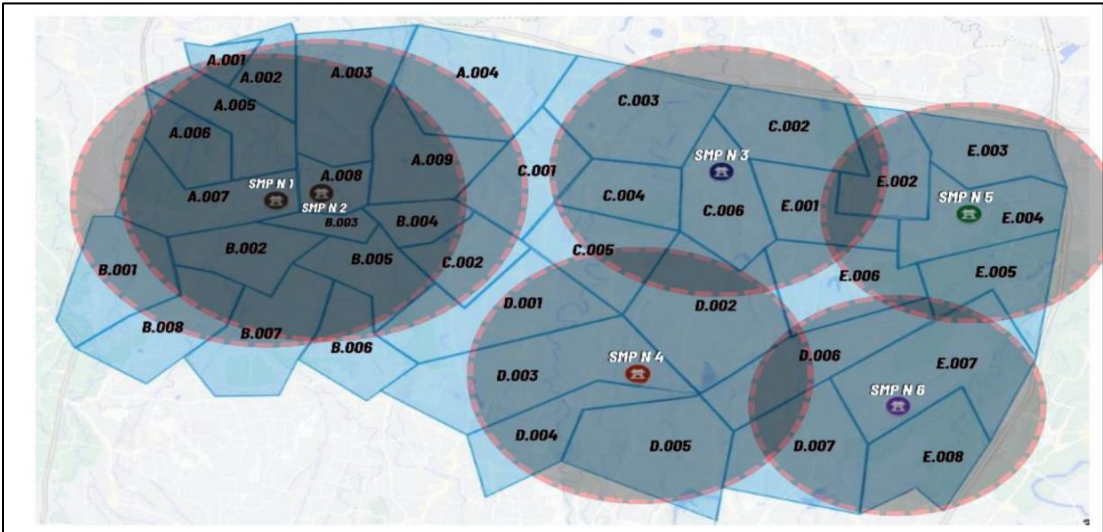 A.001
A.002
A.003
A.004
A.005
A.006
A.007
SMP N 1
A.008
SMP N 2
B.003
A.009
B.004
B.001
B.002
B.005
C.002
B.008
B.007
B.006
C.001
C.003
C.002
SMP N 3
C.004
C.006
E.001
C.005
E.002
E.003
SMP N 5
E.004
E.006
E.005
D.001
D.002
SMP N 4
D.003
D.006
E.007
SMP N 6
D.004
D.005
D.007
E.008